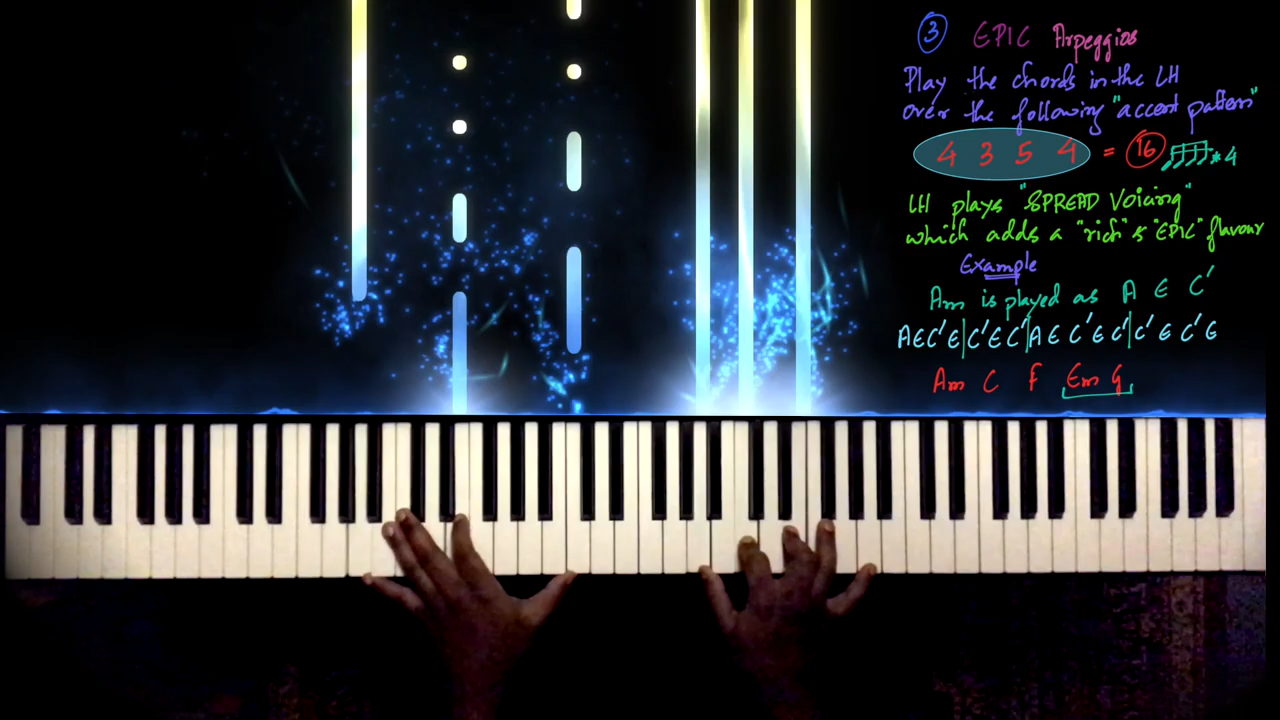 3 EPIC Arpeggios
Play the chords in the LH
over the following "accent pattern"
4 3 5 4 = 16 * 4
LH plays "SPREAD Voicing"
which adds a "rich" & "EPIC" flavour
Example
Am is played as A E C'
AEC'E|C'EC'|AEC'EC'|C'EC'E
Am C F Em G